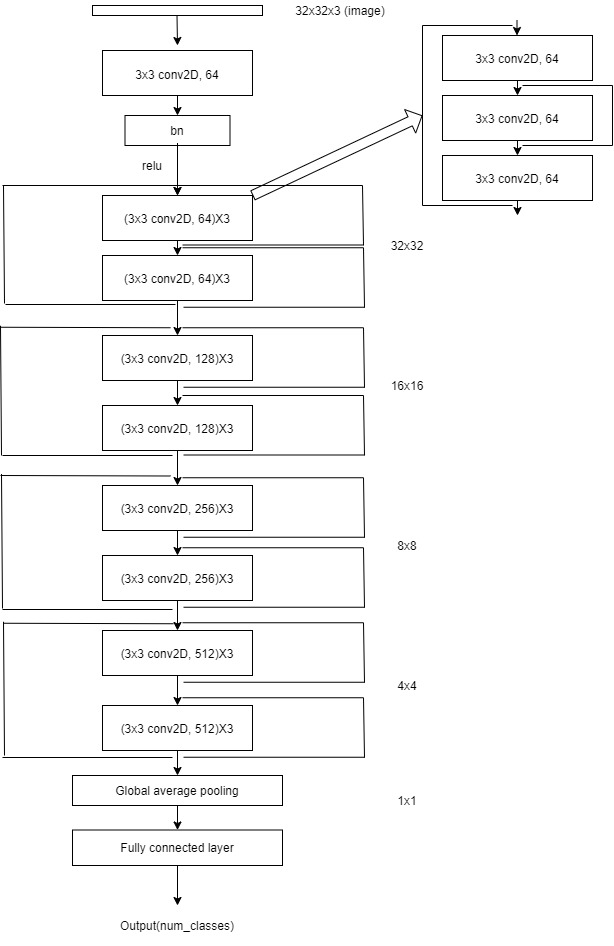 32x32x3 (image)
3x3 conv2D, 64
bn
relu
(3x3 conv2D, 64)X3
(3x3 conv2D, 64)X3
32x32
(3x3 conv2D, 128)X3
16x16
(3x3 conv2D, 128)X3
(3x3 conv2D, 256)X3
8x8
(3x3 conv2D, 256)X3
(3x3 conv2D, 512)X3
4x4
(3x3 conv2D, 512)X3
Global average pooling
1x1
Fully connected layer
Output(num_classes)
3x3 conv2D, 64
3x3 conv2D, 64
3x3 conv2D, 64